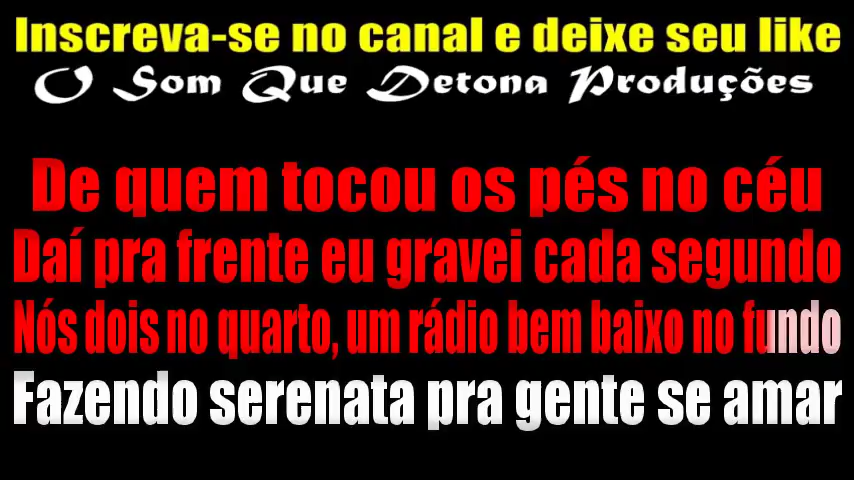 Inscreva-se no canal e deixe seu like
O Som Que Detona Produções
De quem tocou os pés no céu
Daí pra frente eu gravei cada segundo
Nós dois no quarto, um rádio bem baixo no fundo
Fazendo serenata pra gente se amar